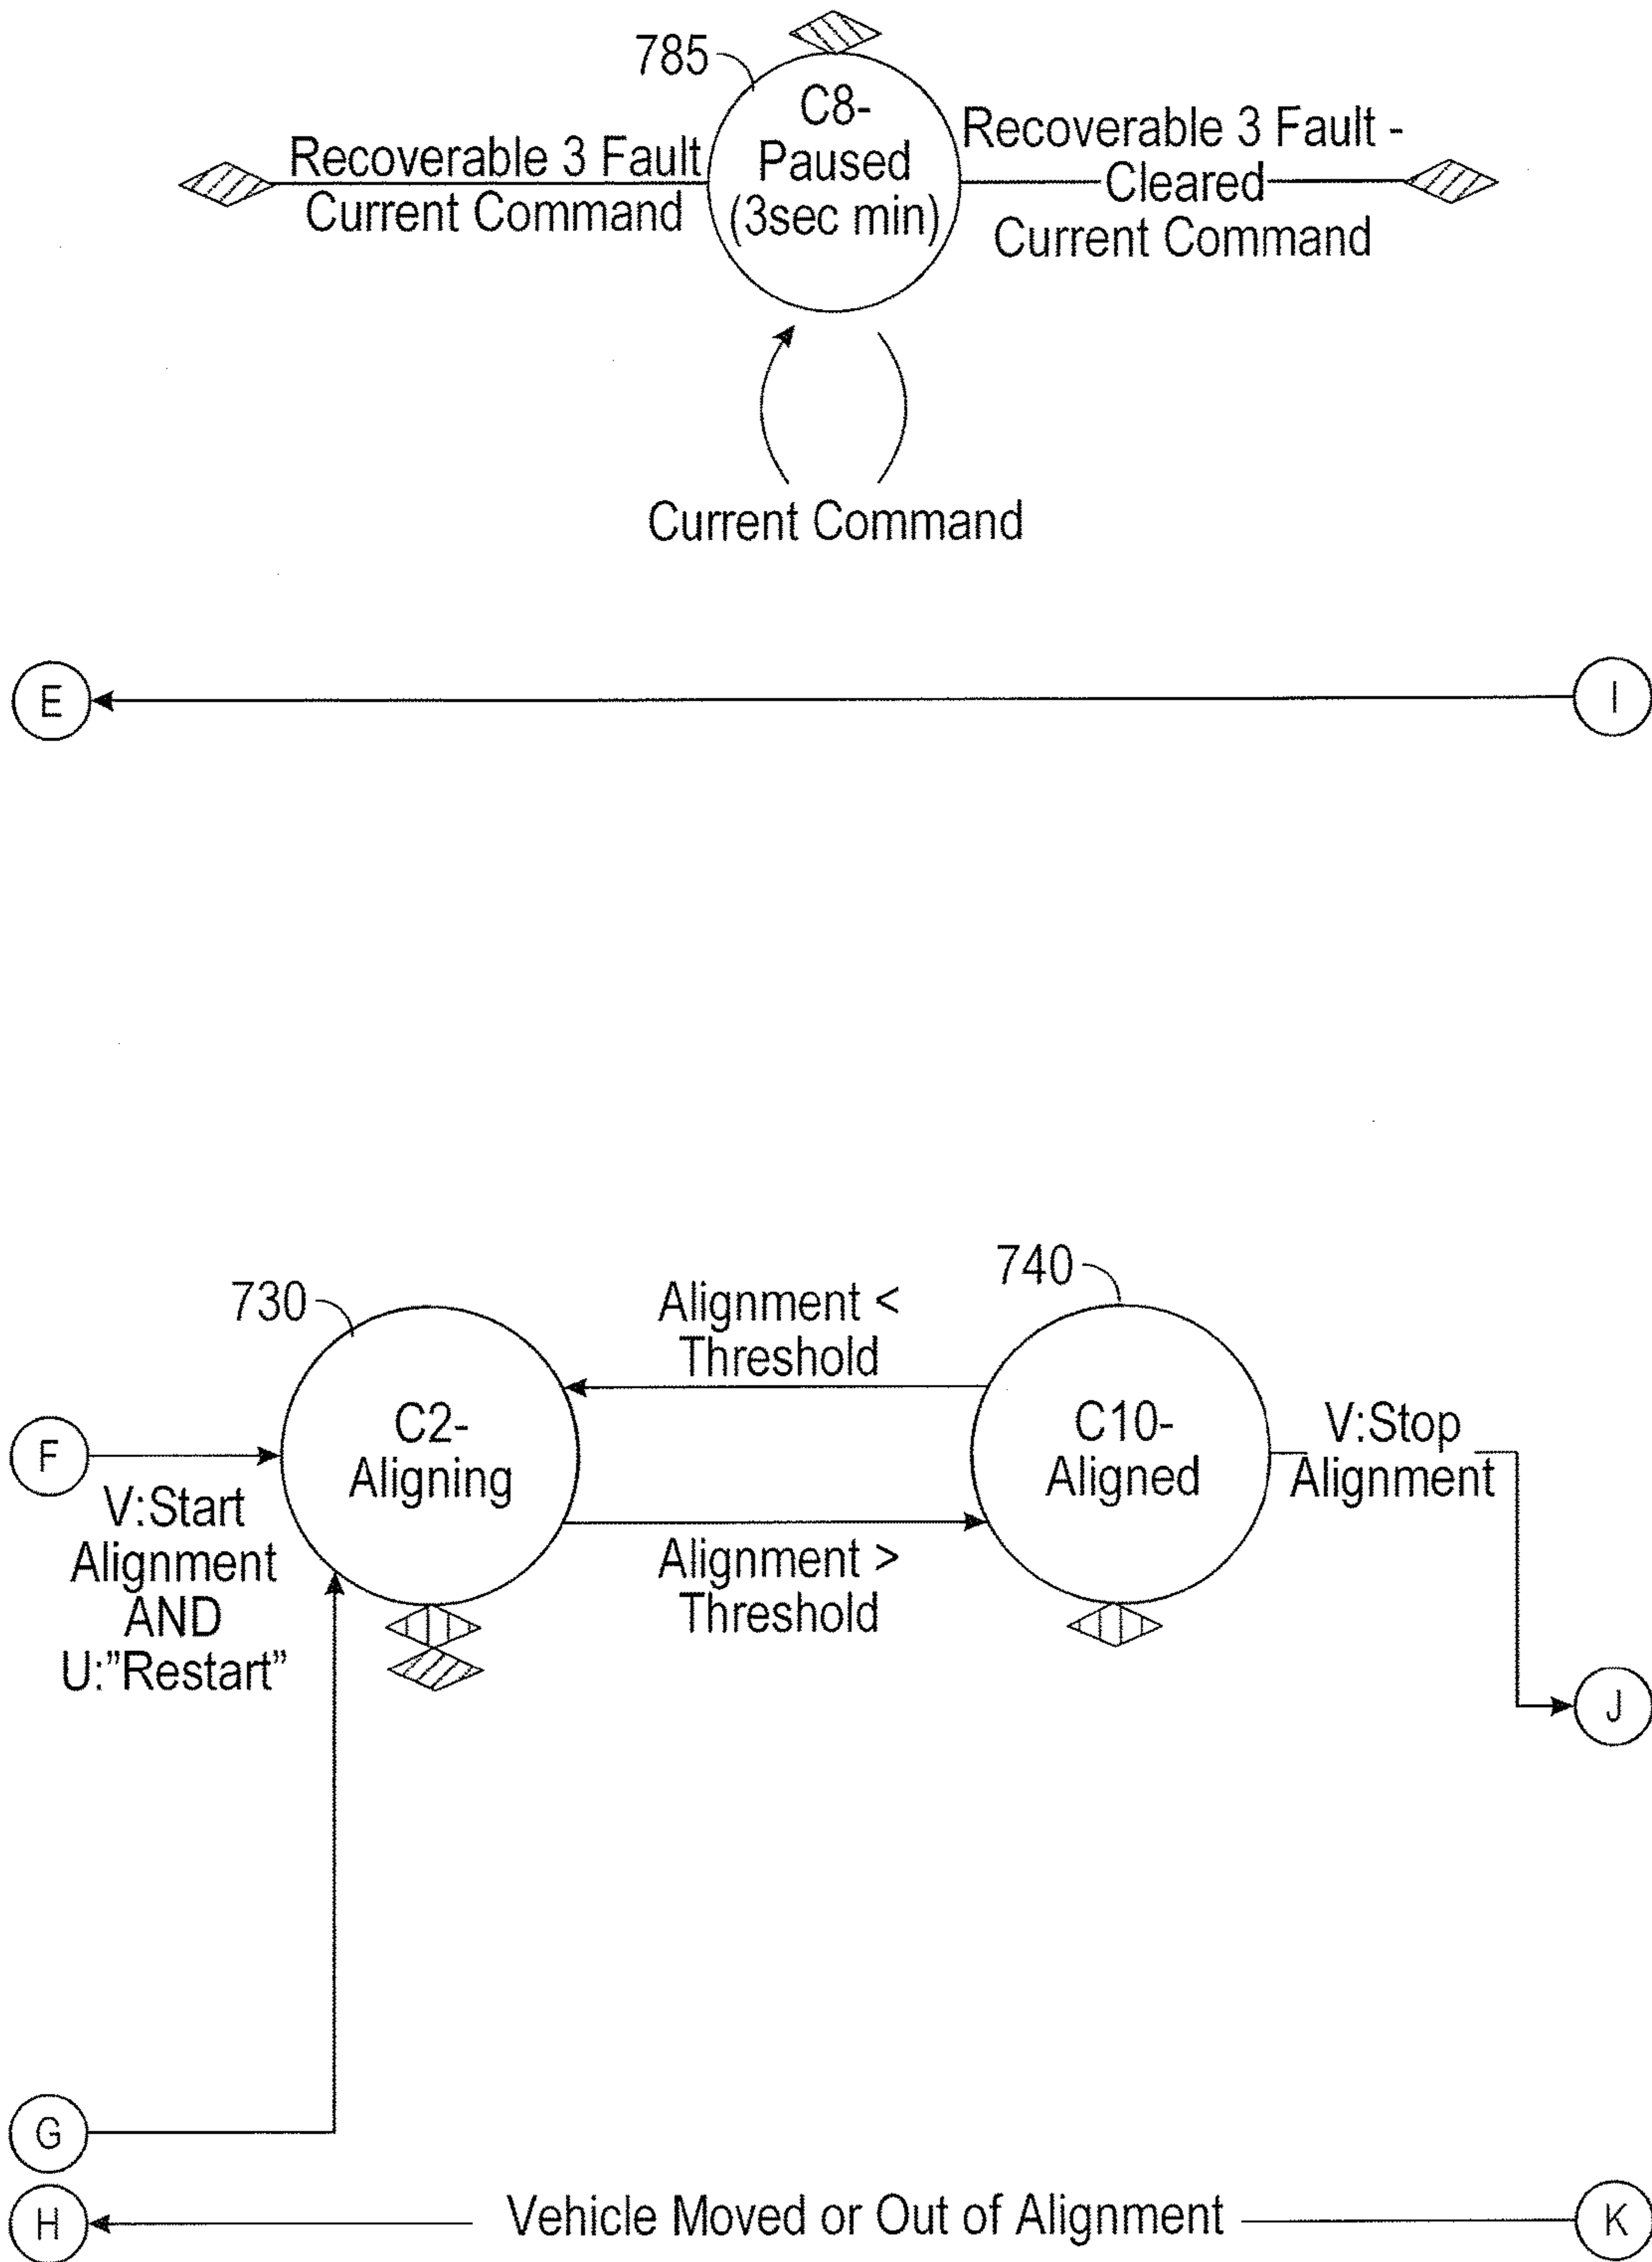 785
C8-
Paused
(3sec min)
Recoverable 3 Fault
Current Command
Recoverable 3 Fault -
Cleared
Current Command
Current Command
E
I
730
740
Alignment <
Threshold
C2-
Aligning
C10-
Aligned
F
V:Start
Alignment
AND
U:”Restart”
Alignment >
Threshold
V:Stop
Alignment
J
G
H
Vehicle Moved or Out of Alignment
K